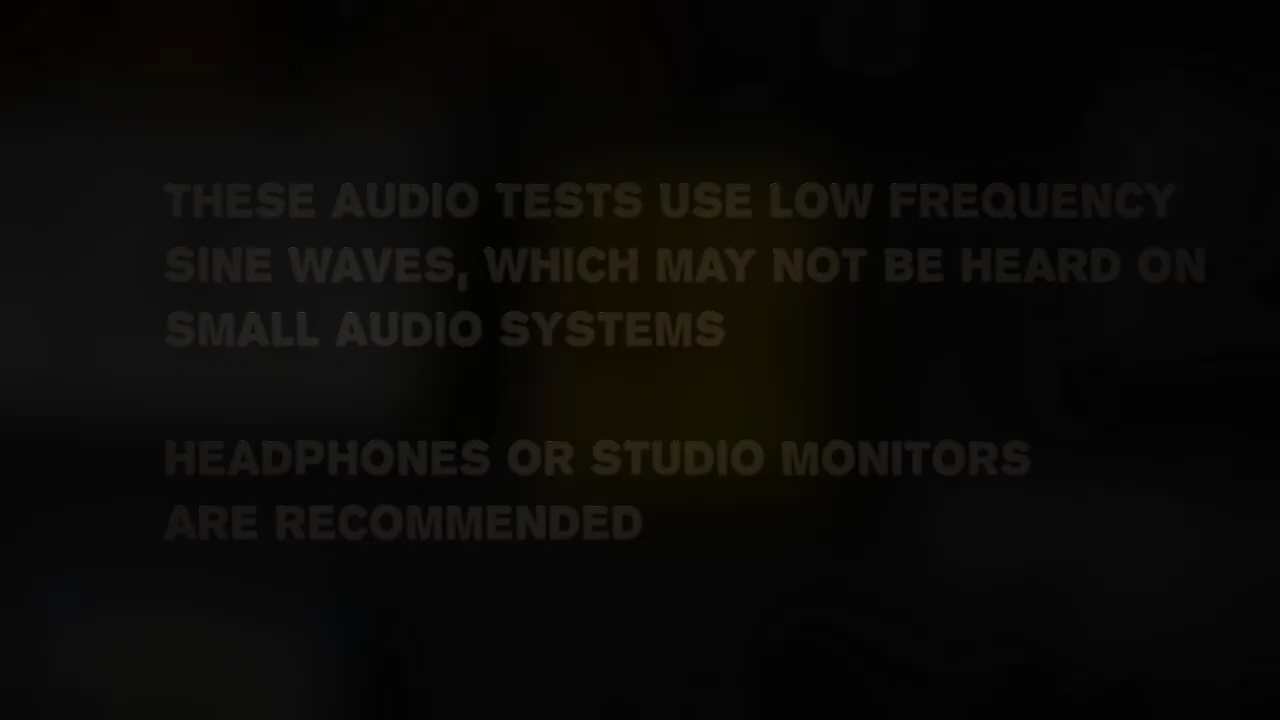 THESE AUDIO TESTS USE LOW FREQUENCY
SINE WAVES, WHICH MAY NOT BE HEARD ON
SMALL AUDIO SYSTEMS
HEADPHONES OR STUDIO MONITORS
ARE RECOMMENDED